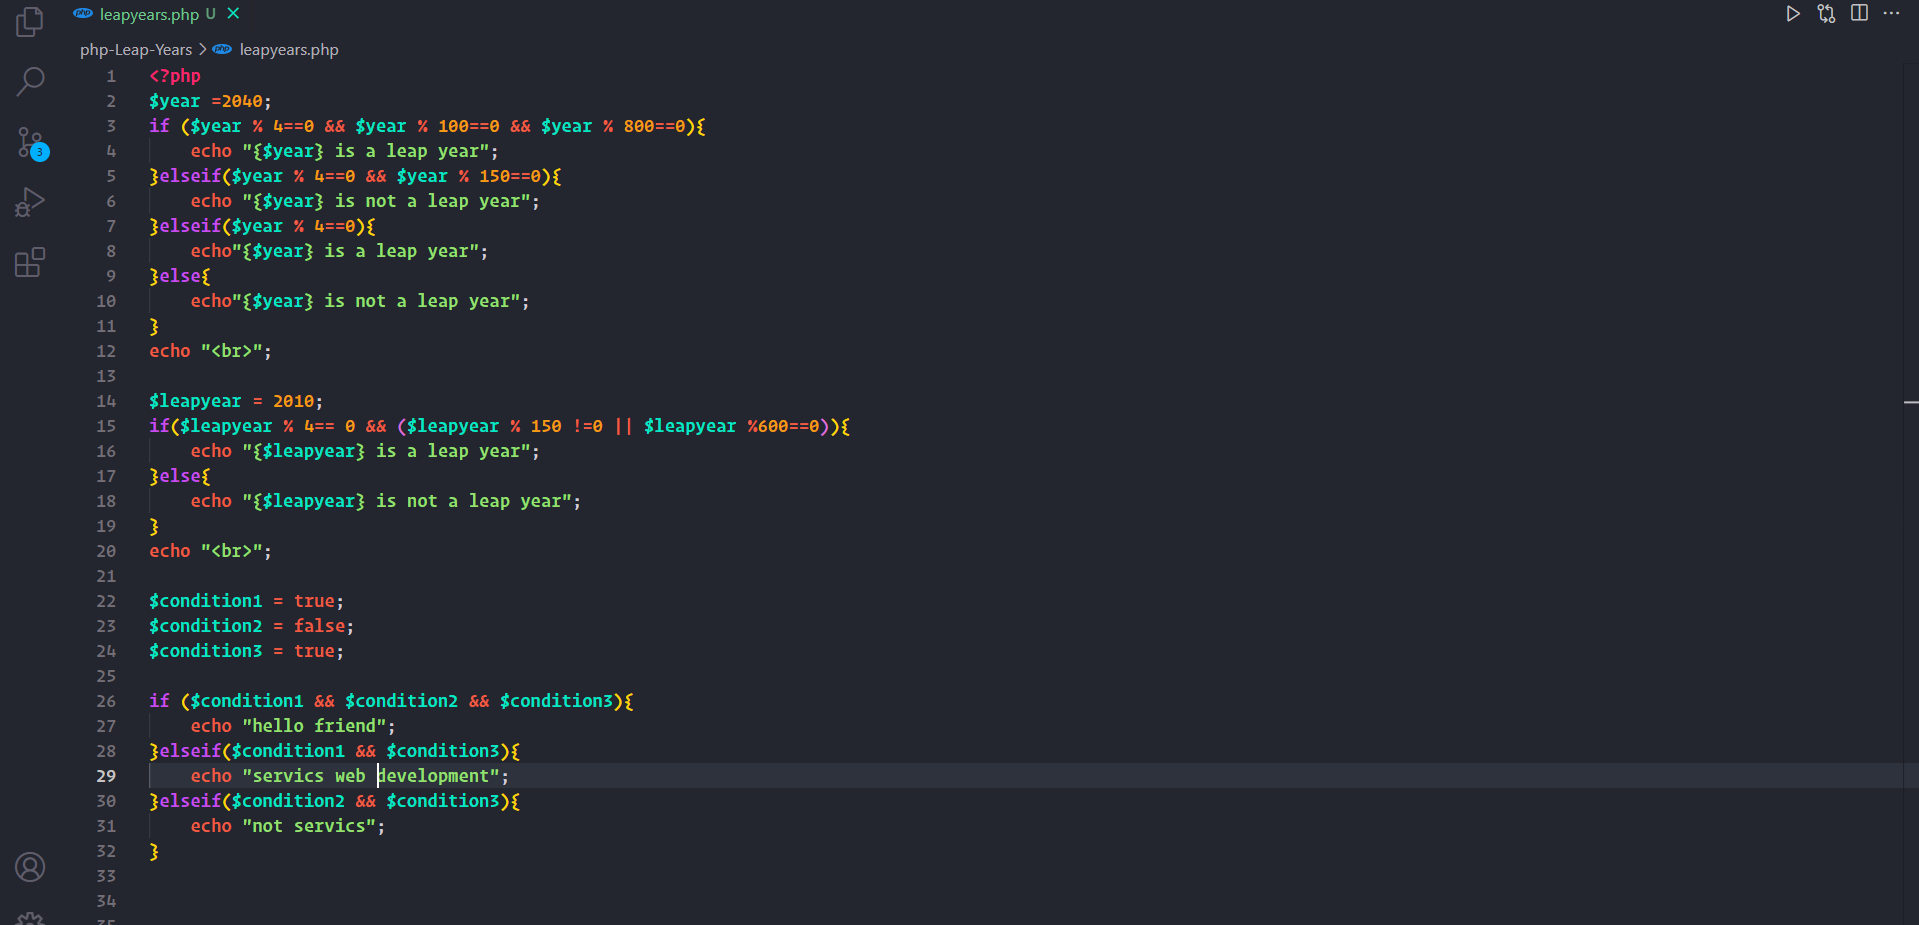 php leapyears.php U ×
php-Leap-Years > php leapyears.php
1 <?php
2 $year =2040;
3 if ($year % 4==0 && $year % 100==0 && $year % 800==0){
4     echo "{$year} is a leap year";
5 }elseif($year % 4==0 && $year % 150==0){
6     echo "{$year} is not a leap year";
7 }elseif($year % 4==0){
8     echo"{$year} is a leap year";
9 }else{
10     echo"{$year} is not a leap year";
11 }
12 echo "<br>";
13
14 $leapyear = 2010;
15 if($leapyear % 4== 0 && ($leapyear % 150 !=0 || $leapyear %600==0)){
16     echo "{$leapyear} is a leap year";
17 }else{
18     echo "{$leapyear} is not a leap year";
19 }
20 echo "<br>";
21
22 $condition1 = true;
23 $condition2 = false;
24 $condition3 = true;
25
26 if ($condition1 && $condition2 && $condition3){
27     echo "hello friend";
28 }elseif($condition1 && $condition3){
3
29     echo "servics web development";
30 }elseif($condition2 && $condition3){
31     echo "not servics";
32 }
33
34
35